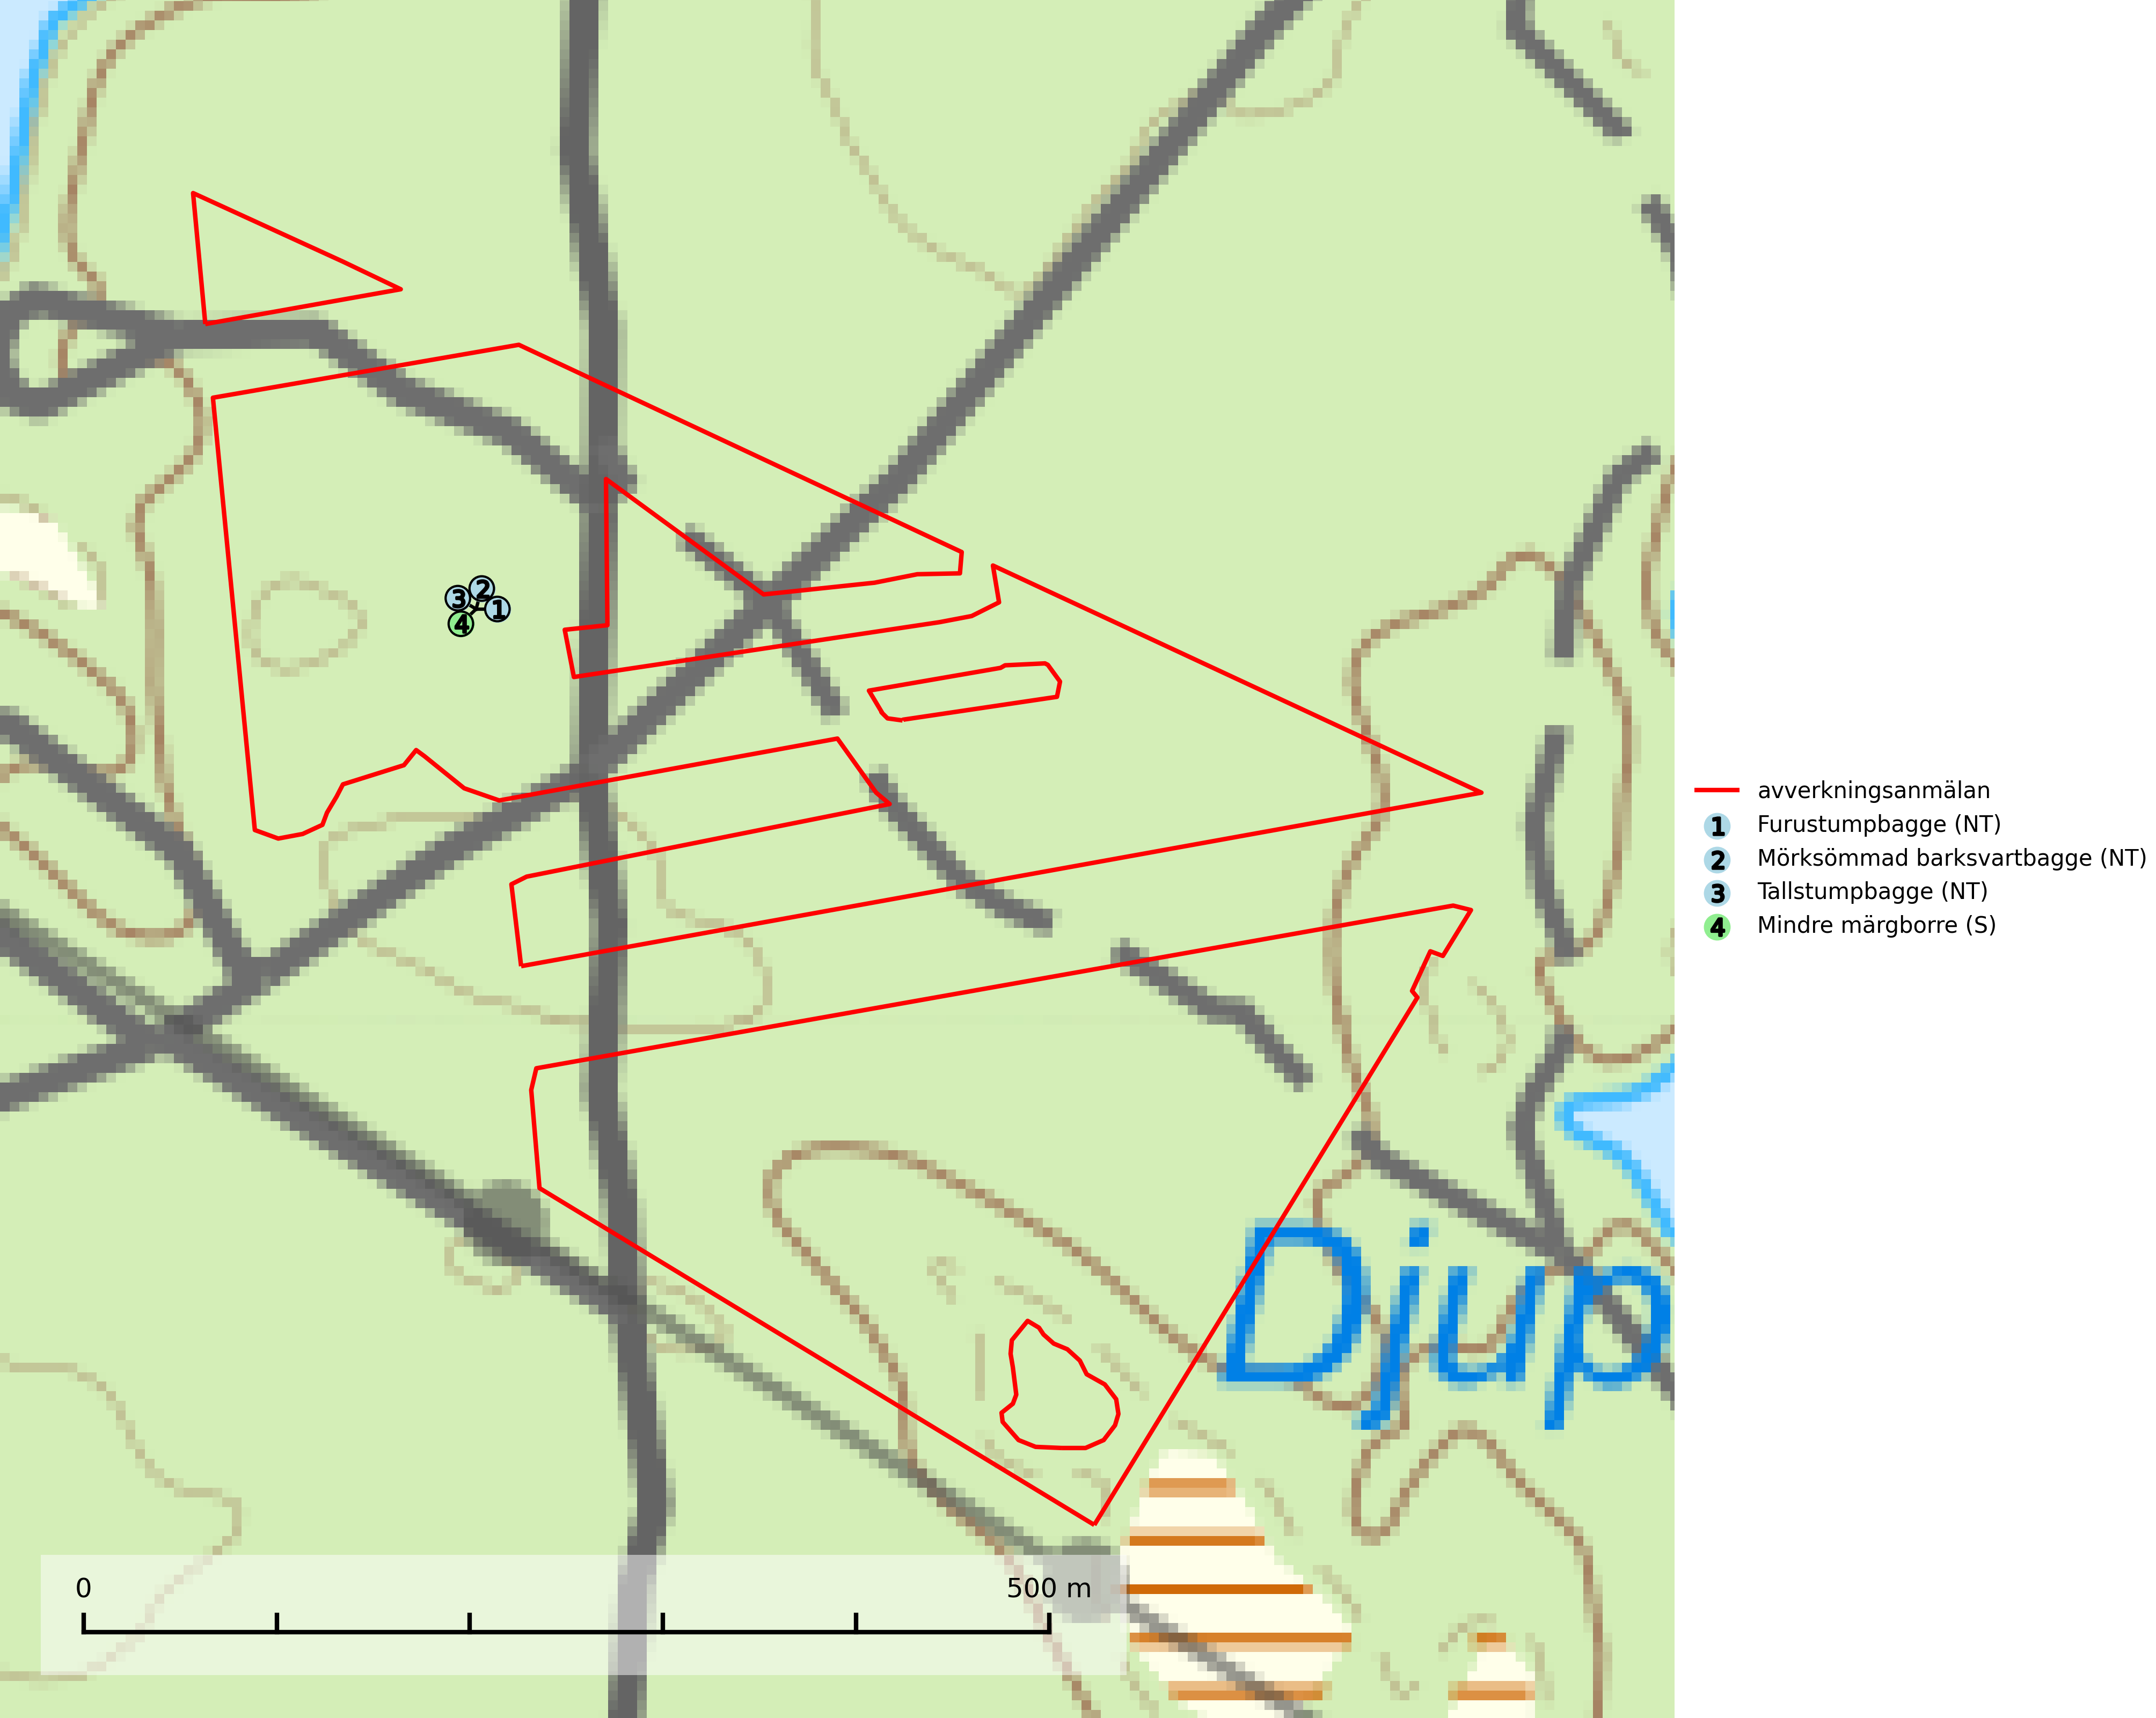 2
3
1
4
avverkningsanmälan
1 Furustumpbagge (NT)
2 Mörksömmad barksvartbagge (NT)
3 Tallstumpbagge (NT)
4 Mindre märgborre (S)
Djup
0 500 m